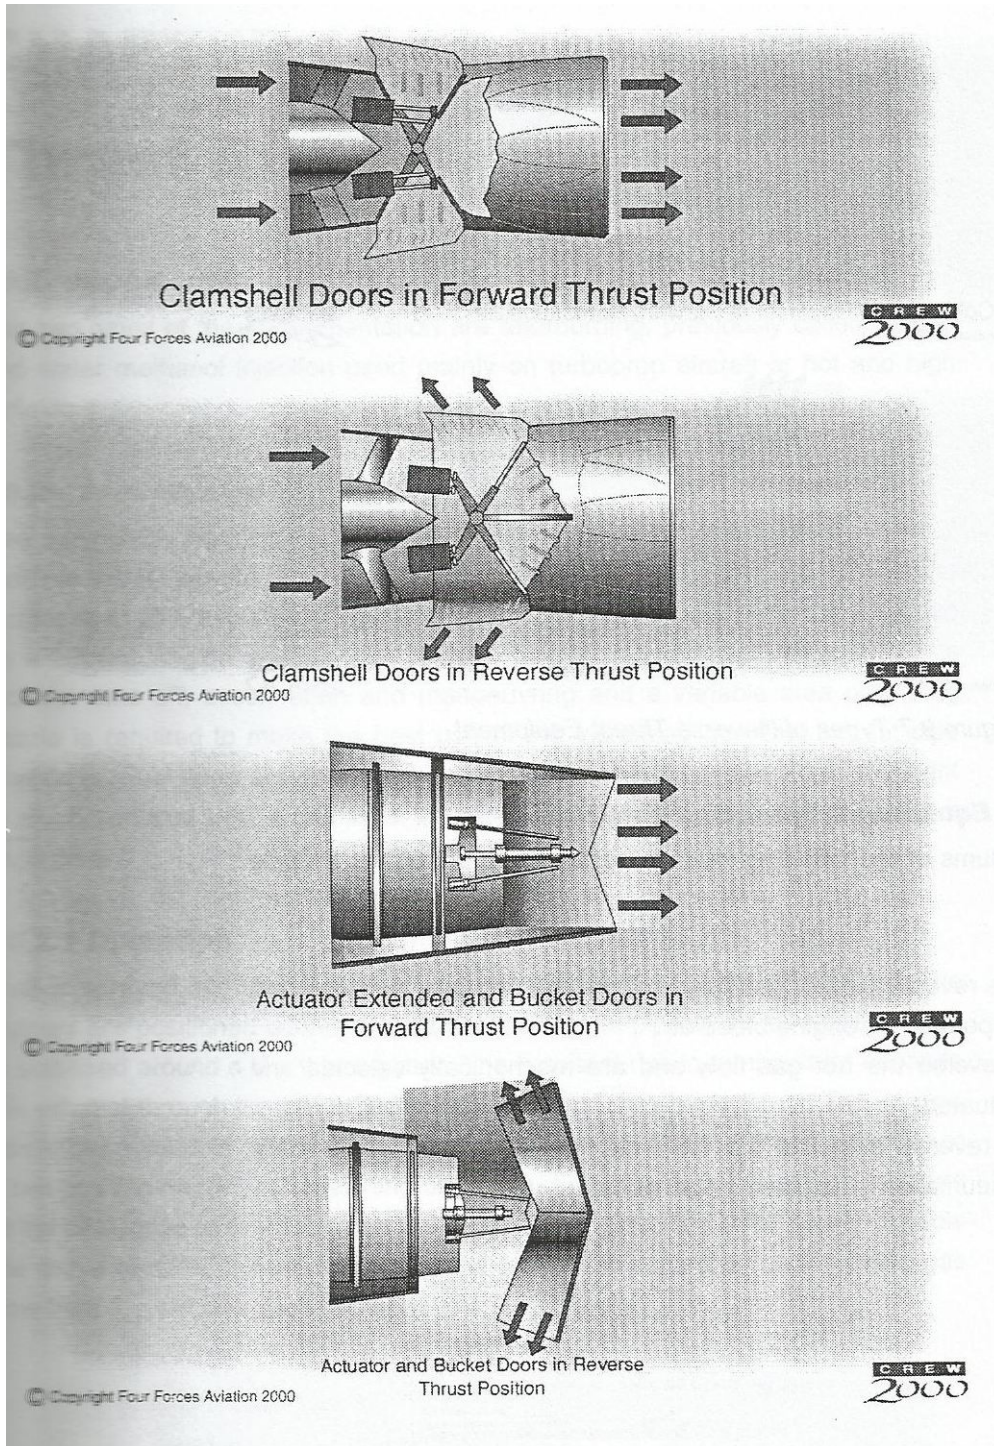 Clamshell Doors in Forward Thrust Position
CREW
2000
© Copyright Four Forces Aviation 2000
Clamshell Doors in Reverse Thrust Position
CREW
2000
© Copyright Four Forces Aviation 2000
Actuator Extended and Bucket Doors in
Forward Thrust Position
CREW
2000
© Copyright Four Forces Aviation 2000
Actuator and Bucket Doors in Reverse
Thrust Position
CREW
2000
© Copyright Four Forces Aviation 2000